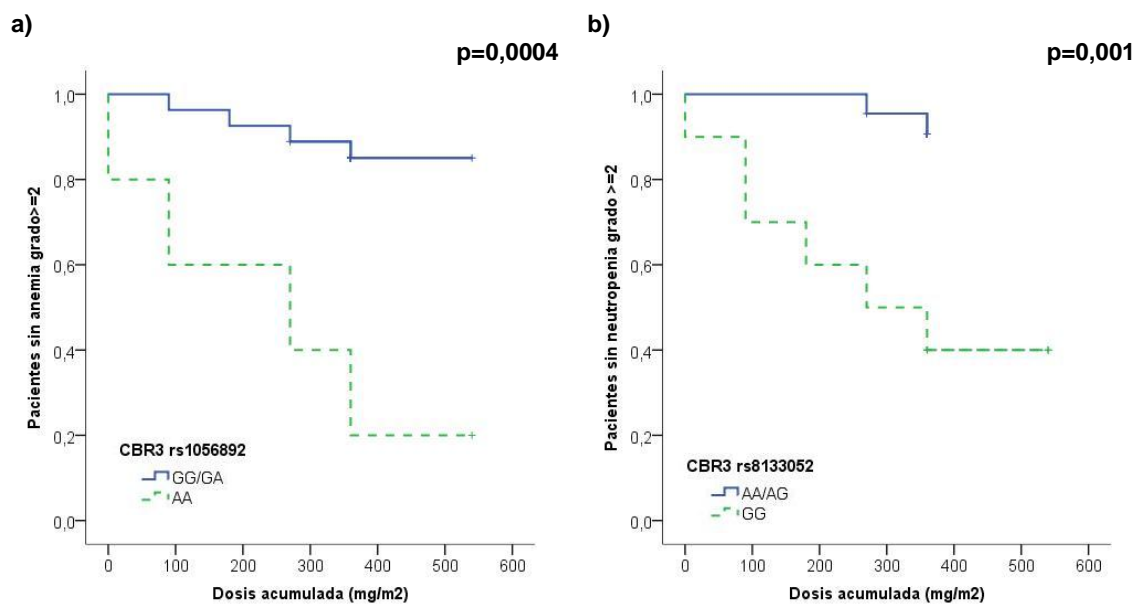 a)
p=0,0004
Pacientes sin anemia grado>=2
1,0
0,8
0,6
0,4
0,2
0,0
CBR3 rs1056892
GG/GA
AA
0 100 200 300 400 500 600
Dosis acumulada (mg/m2)
b)
p=0,001
Pacientes sin neutropenia grado >=2
1,0
0,8
0,6
0,4
0,2
0,0
CBR3 rs8133052
AA/AG
GG
0 100 200 300 400 500 600
Dosis acumulada (mg/m2)